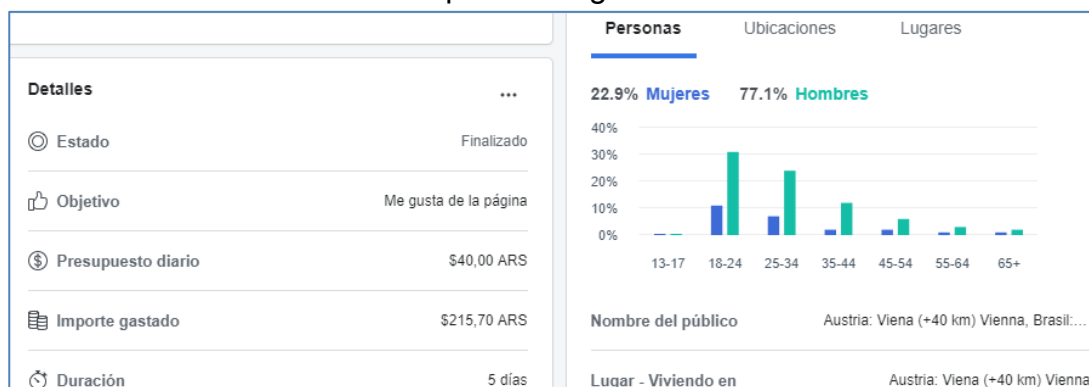 Detalles
...
Estado Finalizado
Objetivo Me gusta de la página
Presupuesto diario $40,00 ARS
Importe gastado $215,70 ARS
Duración 5 días
Personas Ubicaciones Lugares
22.9% Mujeres 77.1% Hombres
40%
30%
20%
10%
0%
13-17 18-24 25-34 35-44 45-54 55-64 65+
Nombre del público Austria: Viena (+40 km) Vienna, Brasil:...
Lugar - Viviendo en Austria: Viena (+40 km) Vienna